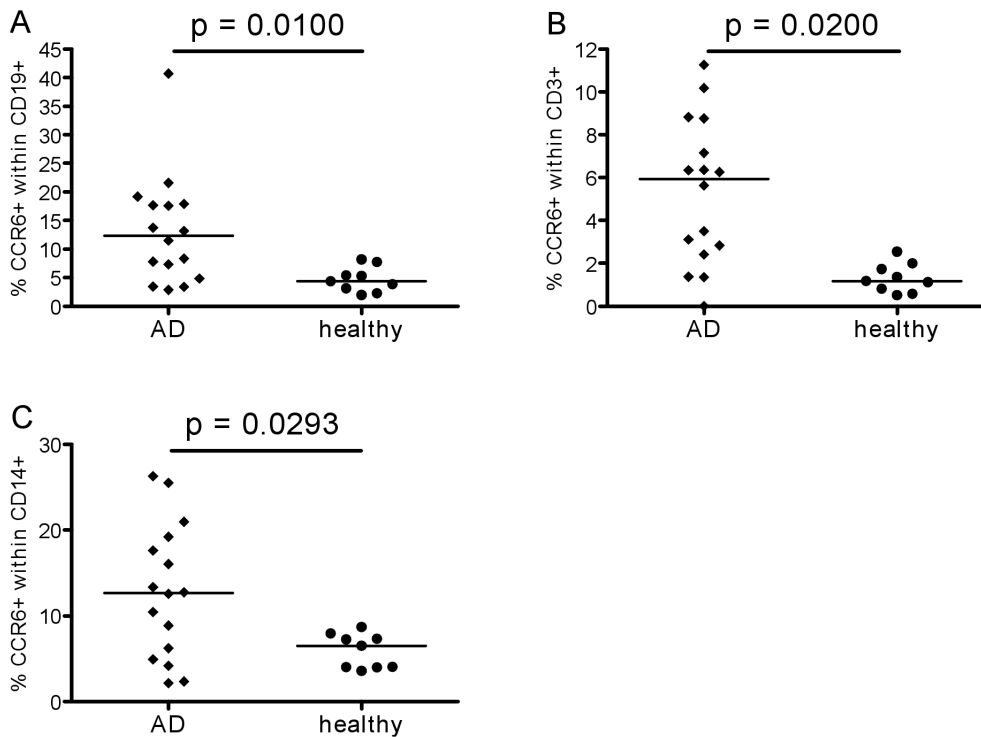 A
p = 0.0100
% CCR6+ within CD19+
45
40
35
30
25
20
15
10
5
0
AD
healthy
B
p = 0.0200
% CCR6+ within CD3+
12
10
8
6
4
2
0
AD
healthy
C
p = 0.0293
% CCR6+ within CD14+
30
20
10
0
AD
healthy